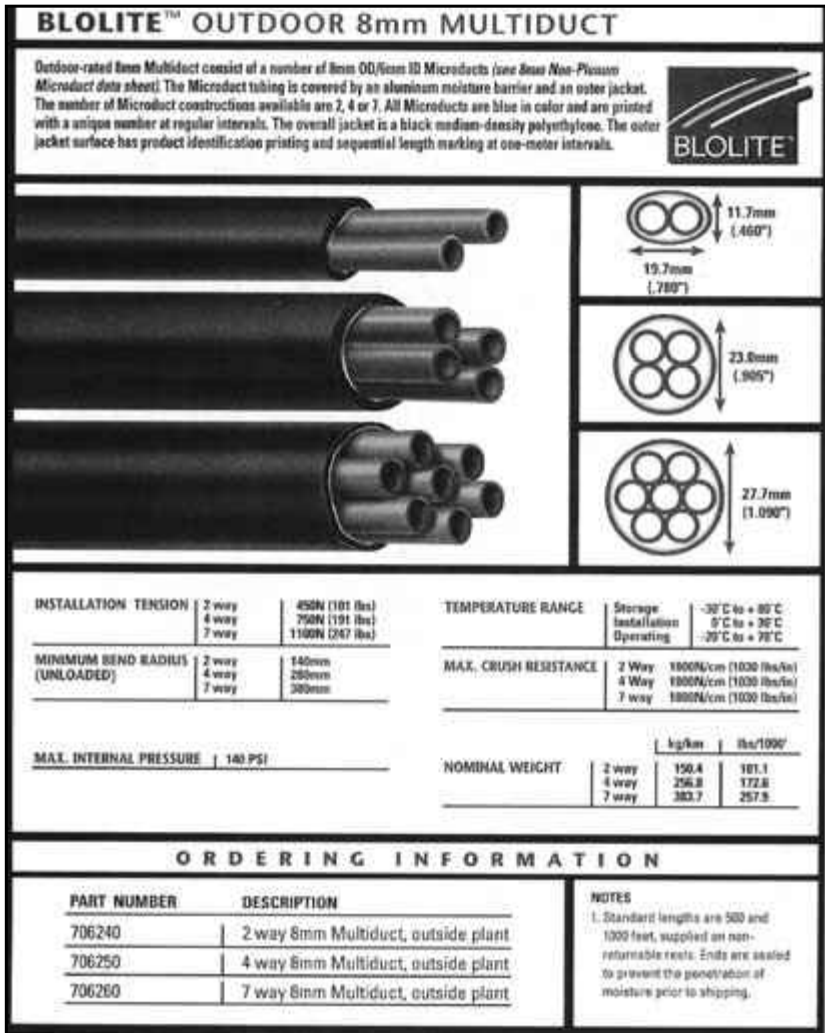 BLOLITE™ OUTDOOR 8mm MULTIDUCT
Outdoor-rated 8mm Multiduct consist of a number of 8mm OD/6mm ID Microducts (see 8mm Non-Plenum
Microduct data sheet). The Microduct tubing is covered by an aluminum moisture barrier and an outer jacket.
The number of Microduct constructions available are 2, 4 or 7. All Microducts are blue in color and are printed
with a unique number at regular intervals. The overall jacket is a black medium-density polyethylene. The outer
jacket surface has product identification printing and sequential length marking at one-meter intervals.
BLOLITE™
11.7mm
(.460")
19.7mm
(.780")
23.0mm
(.905")
27.7mm
(1.090")
INSTALLATION TENSION 2 way 450N (101 lbs)
4 way 750N (191 lbs)
7 way 1100N (247 lbs)
MINIMUM BEND RADIUS 2 way 140mm
(UNLOADED) 4 way 280mm
7 way 380mm
MAX. INTERNAL PRESSURE 140 PSI
TEMPERATURE RANGE Storage -30°C to + 80°C
Installation 0°C to + 30°C
Operating -20°C to + 70°C
MAX. CRUSH RESISTANCE 2 Way 1800N/cm (1030 lbs/in)
4 Way 1800N/cm (1030 lbs/in)
7 way 1800N/cm (1030 lbs/in)
kg/km lbs/1000'
NOMINAL WEIGHT 2 way 150.4 101.1
4 way 256.8 172.6
7 way 383.7 257.9
ORDERING INFORMATION
PART NUMBER DESCRIPTION
706240 2 way 8mm Multiduct, outside plant
706250 4 way 8mm Multiduct, outside plant
706260 7 way 8mm Multiduct, outside plant
NOTES
1. Standard lengths are 500 and
1000 feet, supplied on non-
returnable reels. Ends are sealed
to prevent the penetration of
moisture prior to shipping.